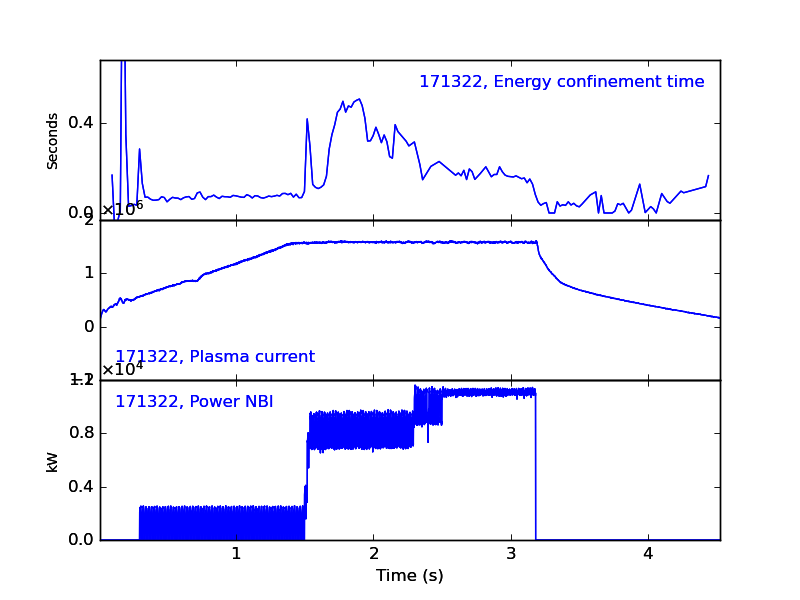 171322, Energy confinement time
0.4
Seconds
0.0
×10⁶
2
1
0
171322, Plasma current
×10⁴
-1
1.2
171322, Power NBI
0.8
kW
0.4
0.0
1 2 3 4
Time (s)